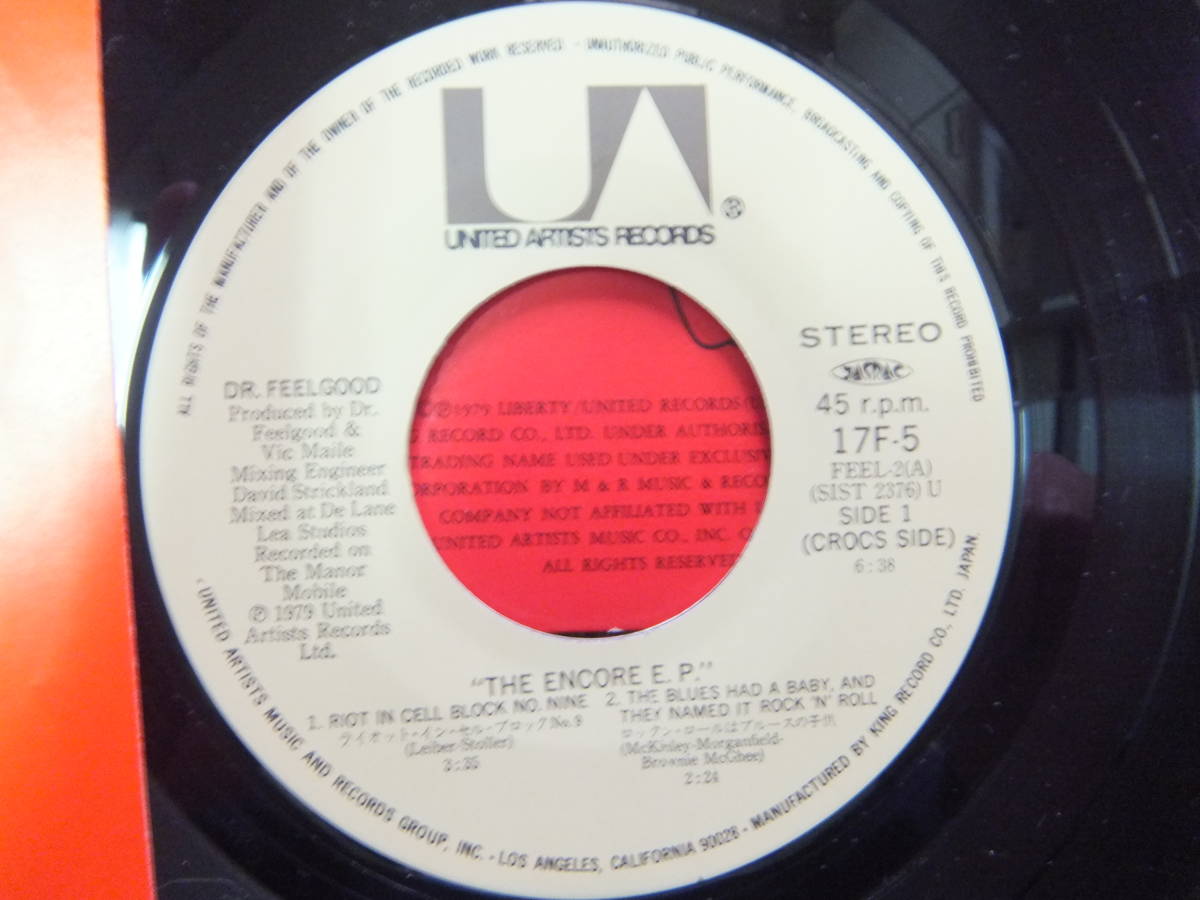 ALL RIGHTS OF THE MANUFACTURER AND OF THE OWNER OF THE RECORDED WORK RESERVED - UNAUTHORIZED PUBLIC PERFORMANCE, BROADCASTING AND COPYING OF THIS RECORD PROHIBITED
UA
®
UNITED ARTISTS RECORDS
STEREO
JASRAC
45 r.p.m.
17F-5
FEEL-2(A)
(SIST 2376) U
SIDE 1
(CROCS SIDE)
6:38
DR. FEELGOOD
Produced by Dr.
Feelgood &
Vic Maile
Mixing Engineer
David Strickland
Mixed at De Lane
Lea Studios
Recorded on
The Manor
Mobile
℗ 1979 United
Artists Records
Ltd.
℗1979 LIBERTY/UNITED RECORDS
RECORD CO., LTD. UNDER
TRADING NAME USED UNDER
BY M & R MUSIC &
COMPANY NOT AFFILIATED WITH
UNITED ARTISTS MUSIC CO., INC.
ALL RIGHTS
"THE ENCORE E. P."
1. RIOT IN CELL BLOCK NO. NINE
ライオット・イン・セル・ブロックNo.9
(Leiber-Stoller)
3:35
2. THE BLUES HAD A BABY, AND
THEY NAMED IT ROCK 'N' ROLL
ロックン・ロールはブルースの子供
(McKinley-Morganfield-
Brownie McGhee)
2:24
UNITED ARTISTS MUSIC AND RECORDS GROUP, INC. - LOS ANGELES, CALIFORNIA 90028 - MANUFACTURED BY KING RECORD CO., LTD. JAPAN.